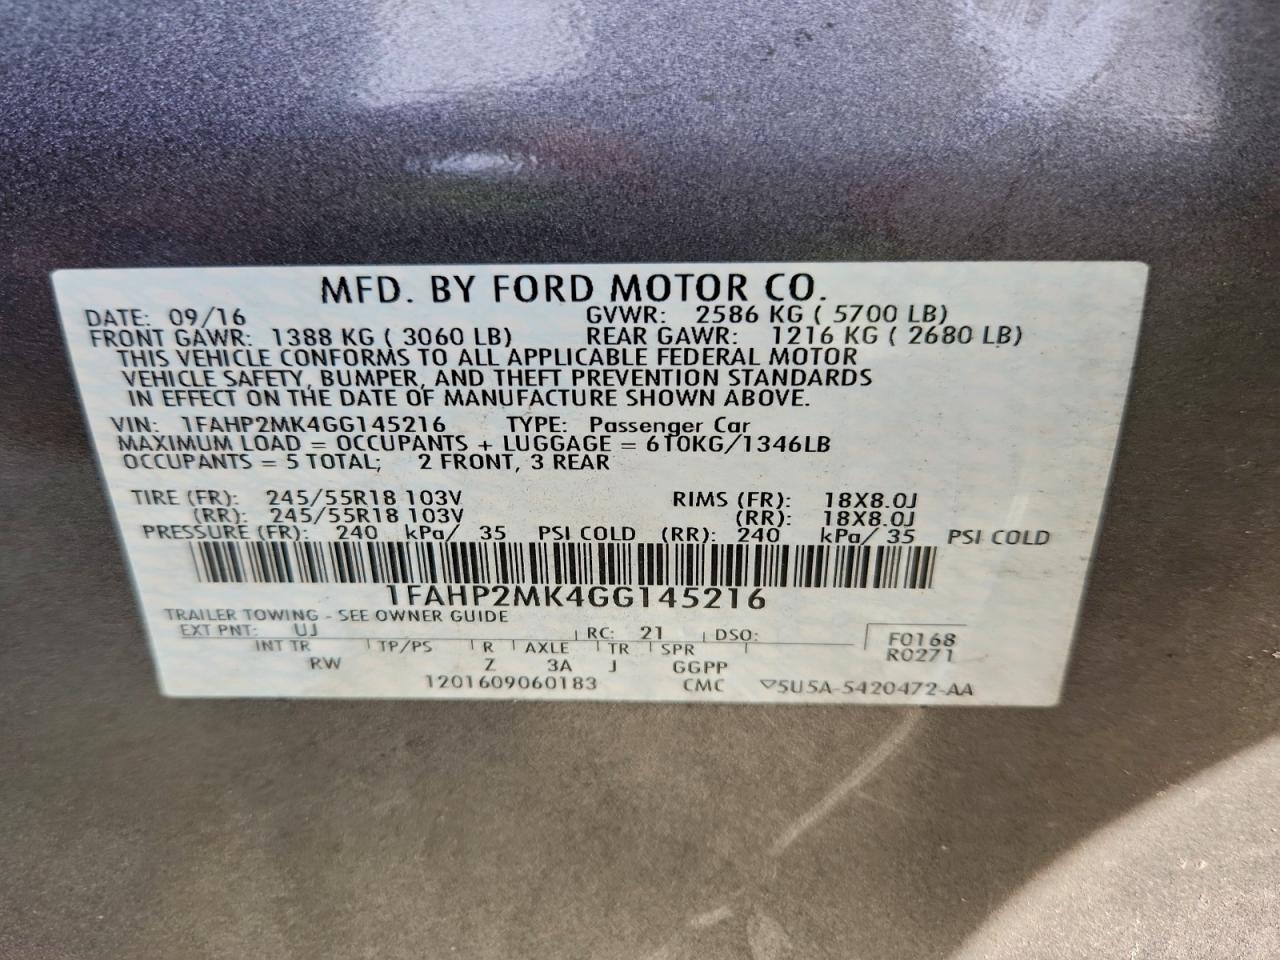 MFD. BY FORD MOTOR CO.
DATE: 09/16 GVWR: 2586 KG ( 5700 LB)
FRONT GAWR: 1388 KG ( 3060 LB) REAR GAWR: 1216 KG ( 2680 LB)
THIS VEHICLE CONFORMS TO ALL APPLICABLE FEDERAL MOTOR
VEHICLE SAFETY, BUMPER, AND THEFT PREVENTION STANDARDS
IN EFFECT ON THE DATE OF MANUFACTURE SHOWN ABOVE.
VIN: 1FAHP2MK4GG145216 TYPE: Passenger Car
MAXIMUM LOAD = OCCUPANTS + LUGGAGE = 610KG/1346LB
OCCUPANTS = 5 TOTAL; 2 FRONT, 3 REAR
TIRE (FR): 245/55R18 103V RIMS (FR): 18X8.0J
(RR): 245/55R18 103V (RR): 18X8.0J
PRESSURE (FR): 240 kPa/ 35 PSI COLD (RR): 240 kPa/ 35 PSI COLD
1FAHP2MK4GG145216
TRAILER TOWING - SEE OWNER GUIDE
EXT PNT: UJ RC: 21 DSO: F0168
INT TR TP/PS R AXLE TR SPR R0271
RW Z 3A J GGPP
1201609060183 CMC ▽5U5A-5420472-AA